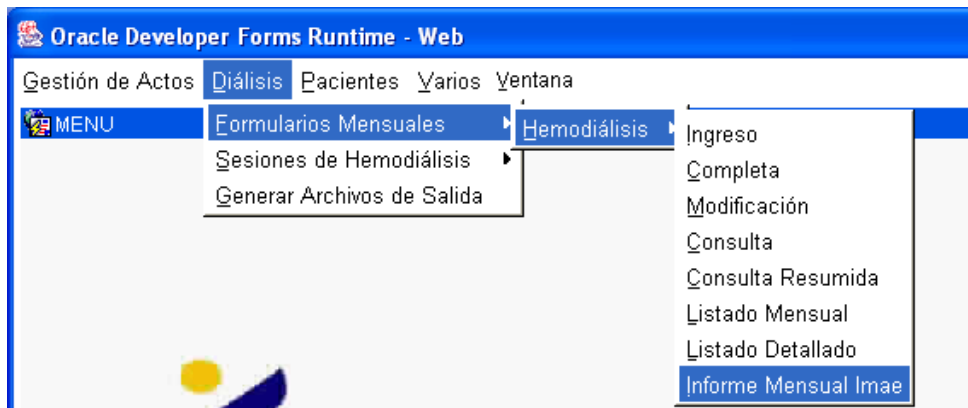 Oracle Developer Forms Runtime - Web
Gestión de Actos Diálisis Pacientes Varios Ventana
MENU
Formularios Mensuales
Sesiones de Hemodiálisis
Generar Archivos de Salida
Hemodiálisis
Ingreso
Completa
Modificación
Consulta
Consulta Resumida
Listado Mensual
Listado Detallado
Informe Mensual Imae